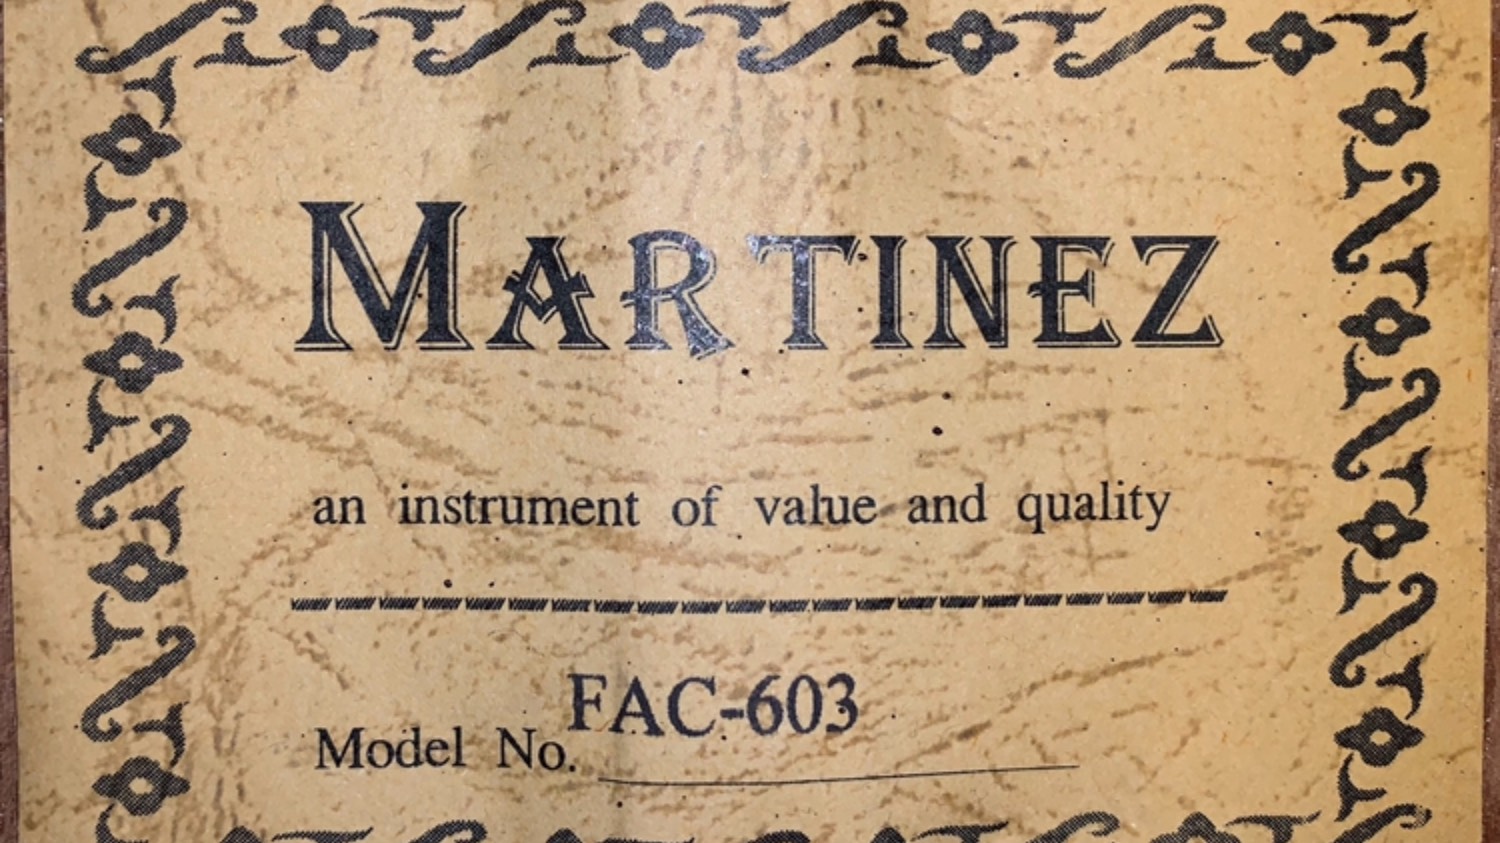 MARTINEZ
an instrument of value and quality
Model No. FAC-603